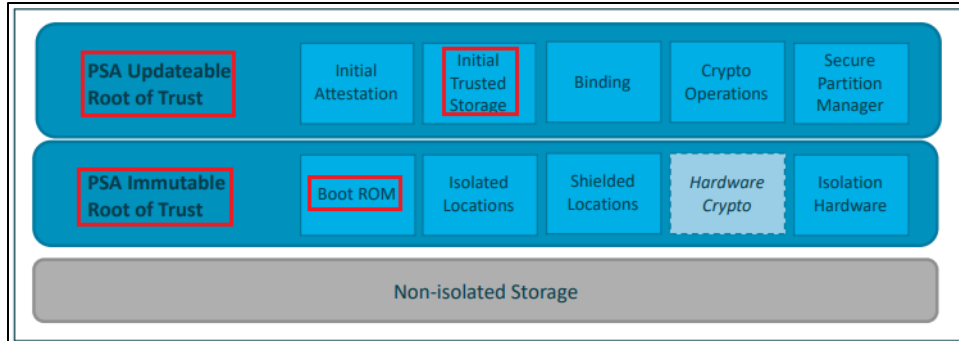 PSA Updateable
Root of Trust
Initial
Attestation
Initial
Trusted
Storage
Binding
Crypto
Operations
Secure
Partition
Manager
PSA Immutable
Root of Trust
Boot ROM
Isolated
Locations
Shielded
Locations
Hardware
Crypto
Isolation
Hardware
Non-isolated Storage